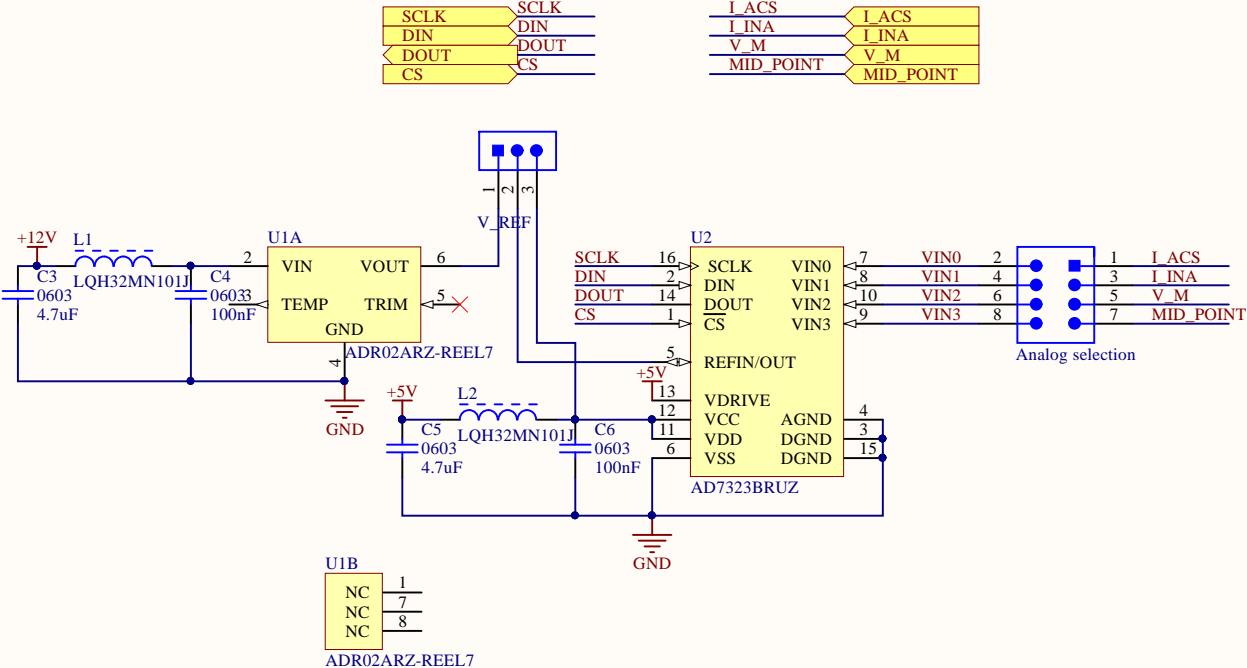 SCLK SCLK I_ACS I_ACS
DIN DIN I_INA I_INA
DOUT DOUT V_M V_M
CS CS MID_POINT MID_POINT
1 2 3
V_REF
+12V
L1
LQH32MN101J
C3
0603
4.7uF
C4
0603
100nF
U1A
2 VIN VOUT 6
3 TEMP TRIM 5
GND
4
ADR02ARZ-REEL7
GND
U2
SCLK 16 SCLK VIN0 7 VIN0 2 1 I_ACS
DIN 2 DIN VIN1 8 VIN1 4 3 I_INA
DOUT 14 DOUT VIN2 10 VIN2 6 5 V_M
CS 1 CS VIN3 9 VIN3 8 7 MID_POINT
Analog selection
5 REFIN/OUT
+5V
13 VDRIVE
12 VCC AGND 4
11 VDD DGND 3
6 VSS DGND 15
AD7323BRUZ
+5V
L2
LQH32MN101J
C5
0603
4.7uF
C6
0603
100nF
GND
U1B
NC 1
NC 7
NC 8
ADR02ARZ-REEL7